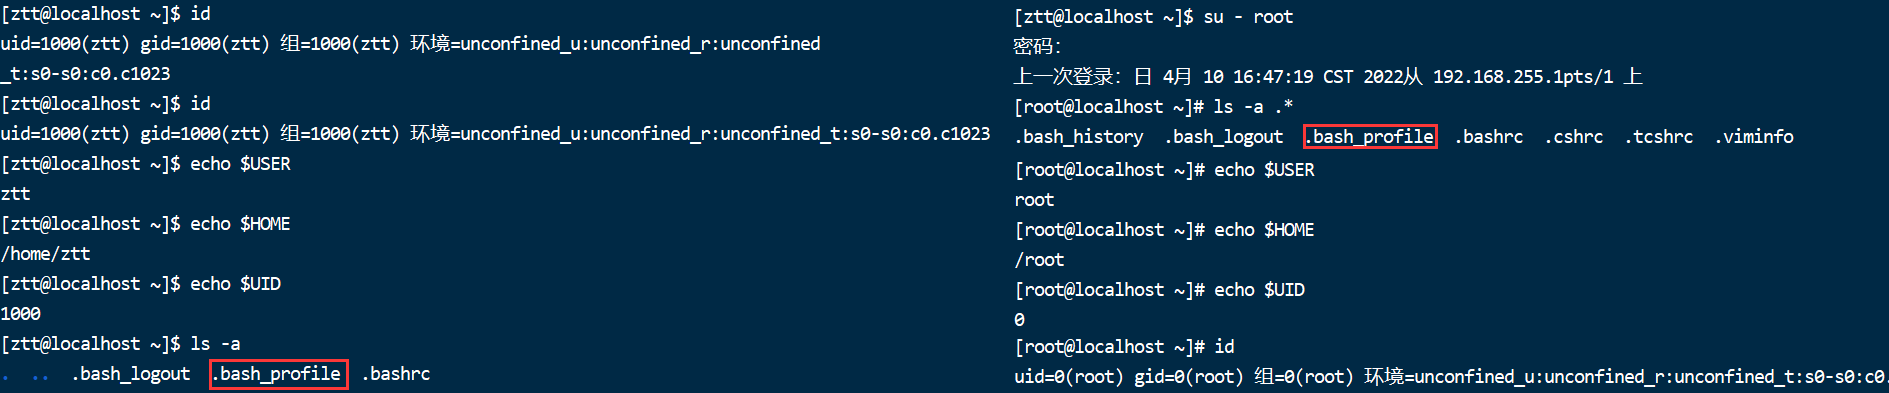 [ztt@localhost ~]$ id
uid=1000(ztt) gid=1000(ztt) 组=1000(ztt) 环境=unconfined_u:unconfined_r:unconfined
_t:s0-s0:c0.c1023
[ztt@localhost ~]$ id
uid=1000(ztt) gid=1000(ztt) 组=1000(ztt) 环境=unconfined_u:unconfined_r:unconfined_t:s0-s0:c0.c1023
[ztt@localhost ~]$ echo $USER
ztt
[ztt@localhost ~]$ echo $HOME
/home/ztt
[ztt@localhost ~]$ echo $UID
1000
[ztt@localhost ~]$ ls -a
. .. .bash_logout .bash_profile .bashrc
[ztt@localhost ~]$ su - root
密码：
上一次登录：日 4月 10 16:47:19 CST 2022从 192.168.255.1pts/1 上
[root@localhost ~]# ls -a .*
.bash_history .bash_logout .bash_profile .bashrc .cshrc .tcshrc .viminfo
[root@localhost ~]# echo $USER
root
[root@localhost ~]# echo $HOME
/root
[root@localhost ~]# echo $UID
0
[root@localhost ~]# id
uid=0(root) gid=0(root) 组=0(root) 环境=unconfined_u:unconfined_r:unconfined_t:s0-s0:c0.